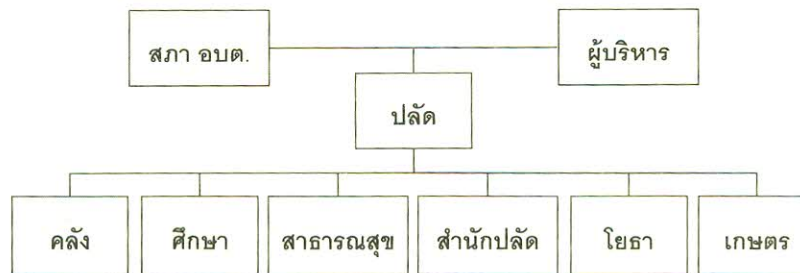 สภา อบต.
ผู้บริหาร
ปลัด
คลัง
ศึกษา
สาธารณสุข
สำนักปลัด
โยธา
เกษตร